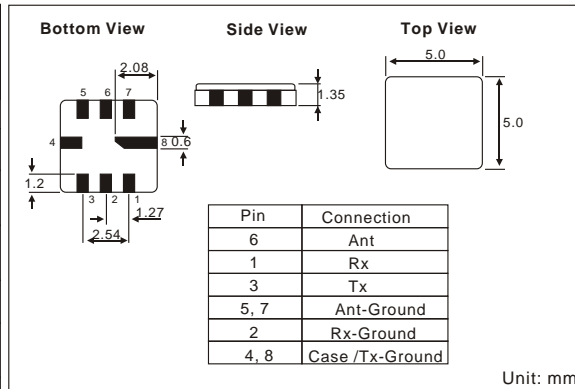 Bottom View
Side View
Top View
2.08
5.0
5 6 7
1.35
4
8 0.6
5.0
1.2
3 2 1
1.27
2.54
Pin Connection
6 Ant
1 Rx
3 Tx
5, 7 Ant-Ground
2 Rx-Ground
4, 8 Case /Tx-Ground
Unit: mm